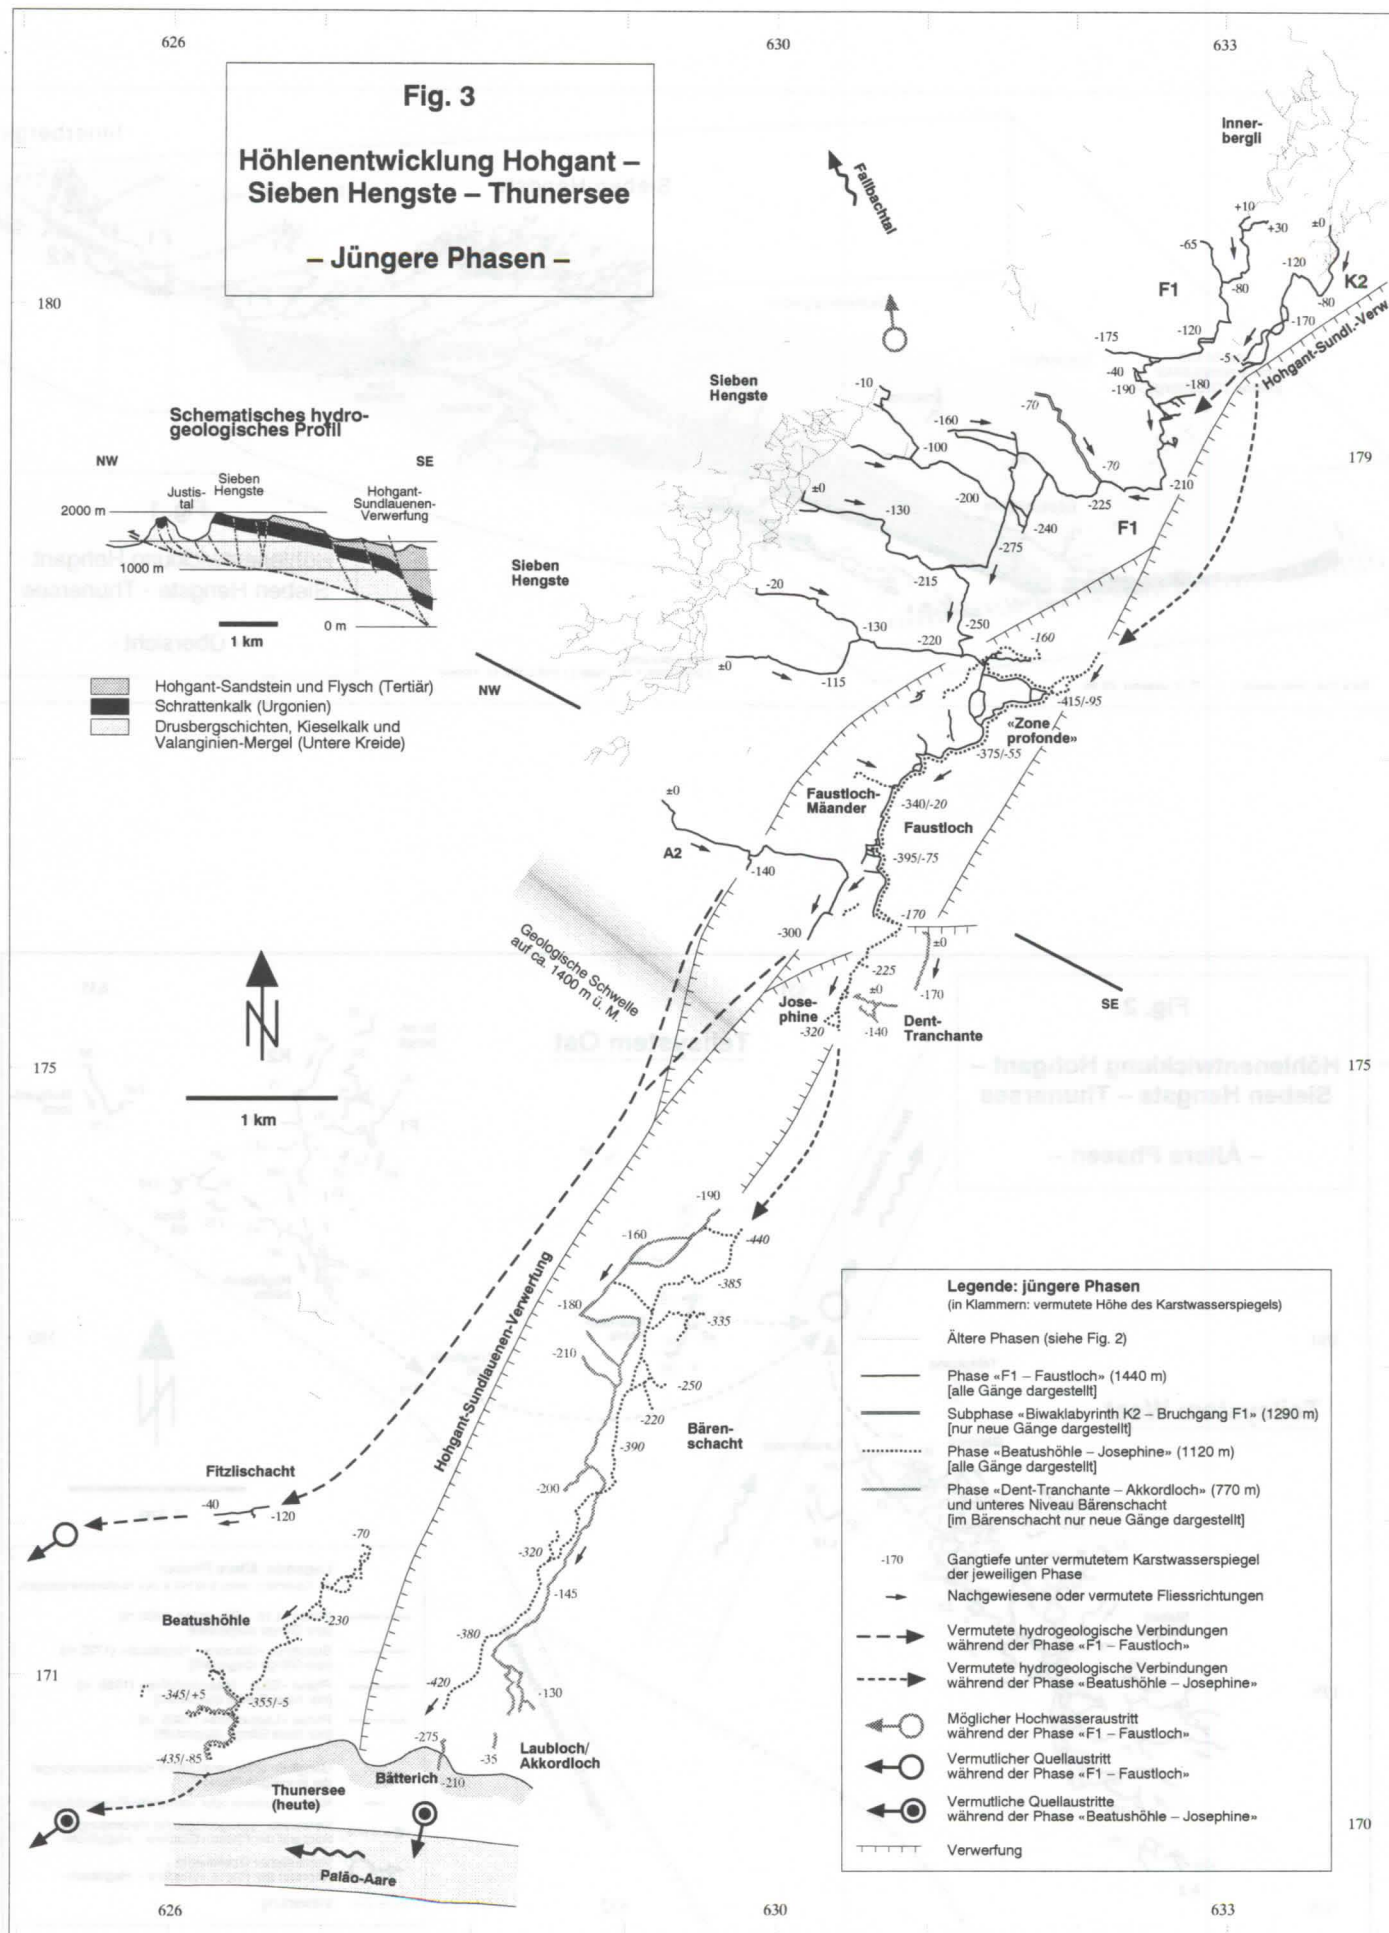 626
630
633
Fig. 3
Höhlenentwicklung Hohgant –
Sieben Hengste – Thunersee
– Jüngere Phasen –
Inner-
bergli
Fallbachtal
+10
+30
±0
-65
-120
F1
-80
K2
-80
180
-170
-120
-175
-5
Hohgant-Sundl.-Verw
-40
-190
-180
Sieben
Hengste
-10
-70
-160
-100
-70
179
-210
-225
±0
-200
-130
-240
F1
-275
Schematisches hydro-
geologisches Profil
NW
SE
Sieben
Hengste
Justis-
tal
Hohgant-
Sundlauenen-
Verwerfung
2000 m
1000 m
0 m
1 km
Hohgant-Sandstein und Flysch (Tertiär)
Schrattenkalk (Urgonien)
Drusbergschichten, Kieselkalk und
Valanginien-Mergel (Untere Kreide)
Sieben
Hengste
-215
-20
-130
-250
-220
-160
±0
-115
NW
-415/-95
«Zone
profonde»
-375/-55
Faustloch-
Mäander
-340/-20
Faustloch
±0
A2
-140
-395/-75
-170
-300
±0
Geologische Schwelle
auf ca. 1400 m ü. M.
-225
±0
-170
SE
Jose-
phine
-320
-140
Dent-
Tranchante
N
175
175
1 km
-190
-160
-440
-385
-180
-335
-210
-250
-220
Hohgant-Sundlauenen-Verwerfung
Bären-
schacht
-390
Fitzlischacht
-200
-40
-120
-70
-320
-145
Beatushöhle
-230
-380
171
-345/+5
-355/-5
-420
-130
-435/-85
-275
-35
Laubloch/
Akkordloch
Bätterich
-210
Thunersee
(heute)
Paläo-Aare
170
626
630
633
Legende: jüngere Phasen
(in Klammern: vermutete Höhe des Karstwasserspiegels)
Ältere Phasen (siehe Fig. 2)
Phase «F1 – Faustloch» (1440 m)
[alle Gänge dargestellt]
Subphase «Biwaklabyrinth K2 – Bruchgang F1» (1290 m)
[nur neue Gänge dargestellt]
Phase «Beatushöhle – Josephine» (1120 m)
[alle Gänge dargestellt]
Phase «Dent-Tranchante – Akkordloch» (770 m)
und unteres Niveau Bärenschacht
[im Bärenschacht nur neue Gänge dargestellt]
-170
Gangtiefe unter vermutetem Karstwasserspiegel
der jeweiligen Phase
Nachgewiesene oder vermutete Fliessrichtungen
Vermutete hydrogeologische Verbindungen
während der Phase «F1 – Faustloch»
Vermutete hydrogeologische Verbindungen
während der Phase «Beatushöhle – Josephine»
Möglicher Hochwasseraustritt
während der Phase «F1 – Faustloch»
Vermutlicher Quellaustritt
während der Phase «F1 – Faustloch»
Vermutliche Quellaustritte
während der Phase «Beatushöhle – Josephine»
Verwerfung